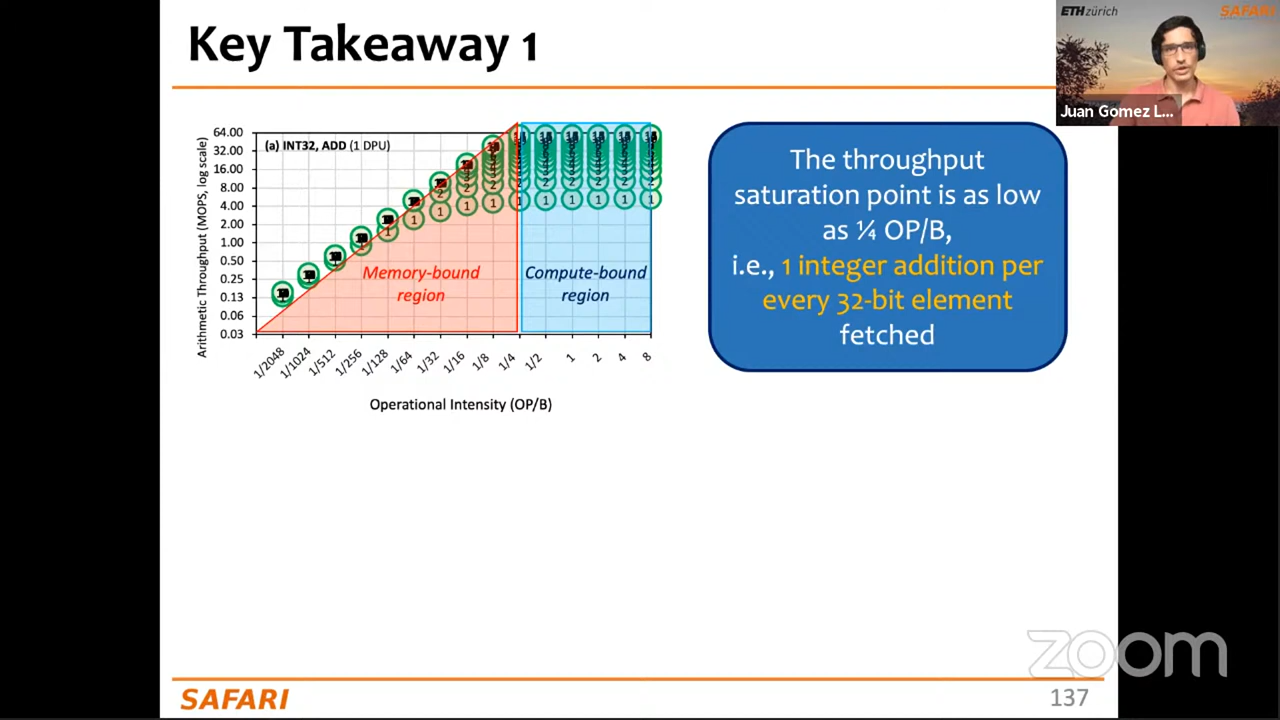 Key Takeaway 1
ETH zürich
SAFARI
Juan Gomez L...
64.00
32.00
16.00
8.00
4.00
2.00
1.00
0.50
0.25
0.13
0.06
0.03
Arithmetic Throughput (MOPS, log scale)
(a) INT32, ADD (1 DPU)
Memory-bound
region
Compute-bound
region
1/2048
1/1024
1/512
1/256
1/128
1/64
1/32
1/16
1/8
1/4
1/2
1
2
4
8
Operational Intensity (OP/B)
The throughput
saturation point is as low
as ¼ OP/B,
i.e., 1 integer addition per
every 32-bit element
fetched
zoom
SAFARI
137